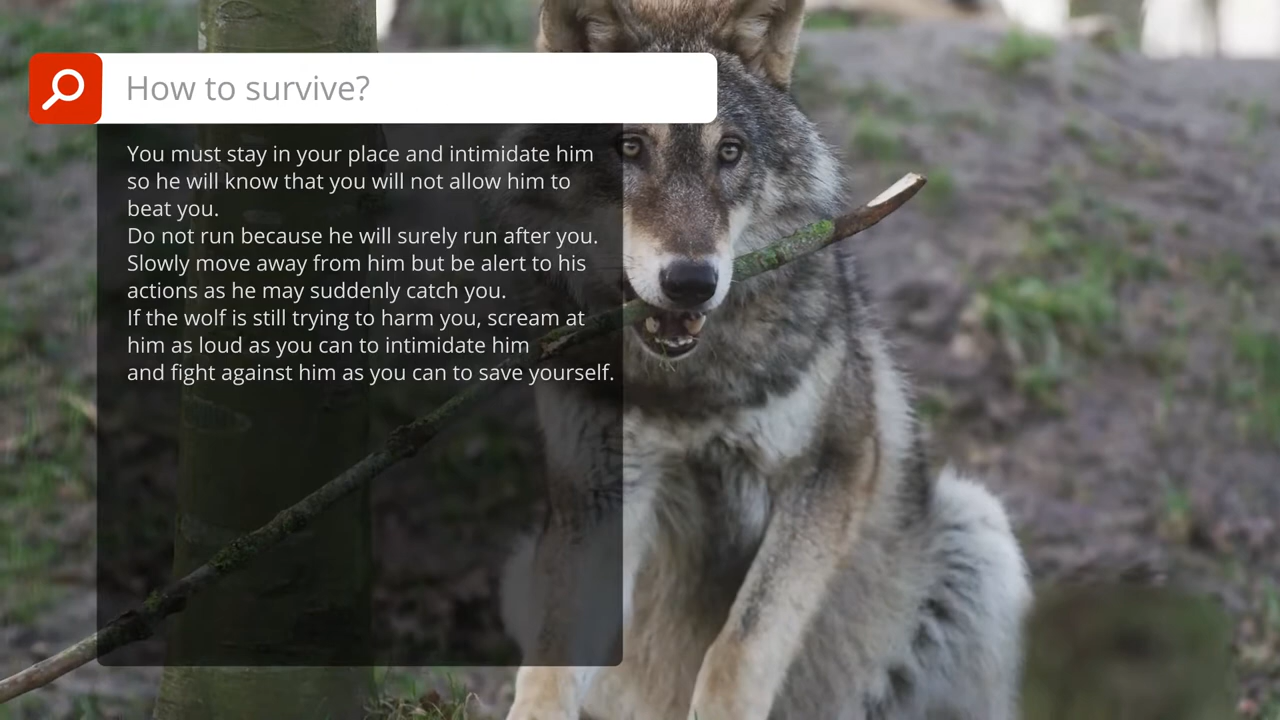 How to survive?
You must stay in your place and intimidate him
so he will know that you will not allow him to
beat you.
Do not run because he will surely run after you.
Slowly move away from him but be alert to his
actions as he may suddenly catch you.
If the wolf is still trying to harm you, scream at
him as loud as you can to intimidate him
and fight against him as you can to save yourself.